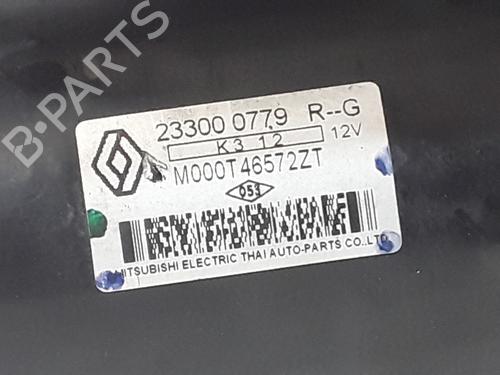 B-PARTS
23300 0779 R--G
K3 12 12V
M000T46572ZT
053
MITSUBISHI ELECTRIC THAI AUTO-PARTS CO.,LTD